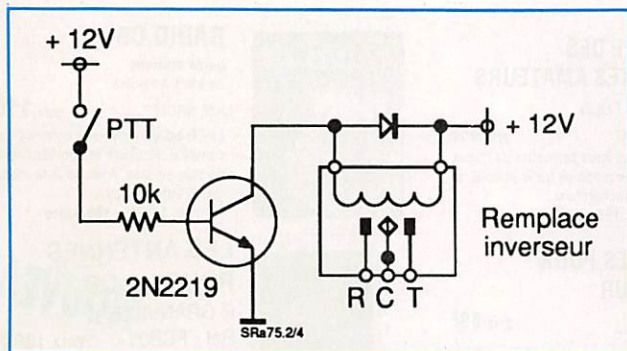 + 12V
PTT
10k
2N2219
+ 12V
Remplace
inverseur
R C T
SRa75.2/4